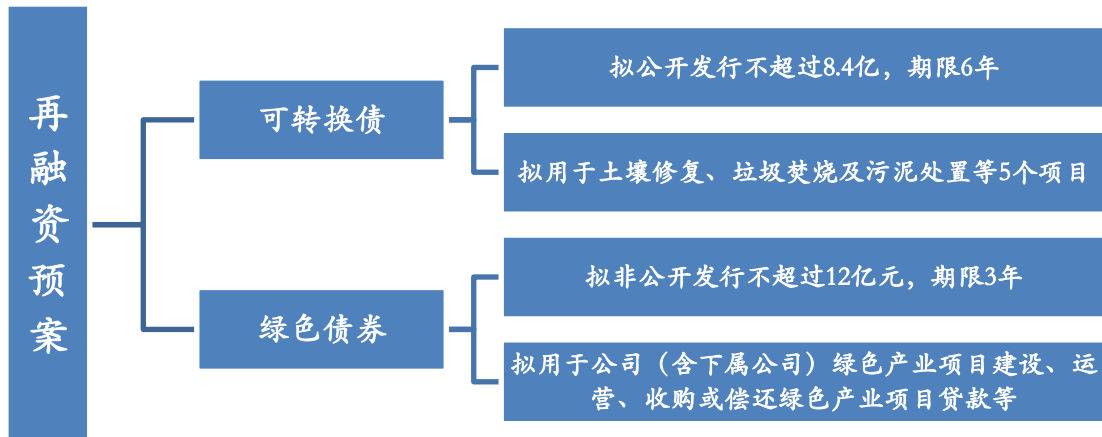 再融资预案
可转换债
拟公开发行不超过8.4亿，期限6年
拟用于土壤修复、垃圾焚烧及污泥处置等5个项目
绿色债券
拟非公开发行不超过12亿元，期限3年
拟用于公司（含下属公司）绿色产业项目建设、运
营、收购或偿还绿色产业项目贷款等